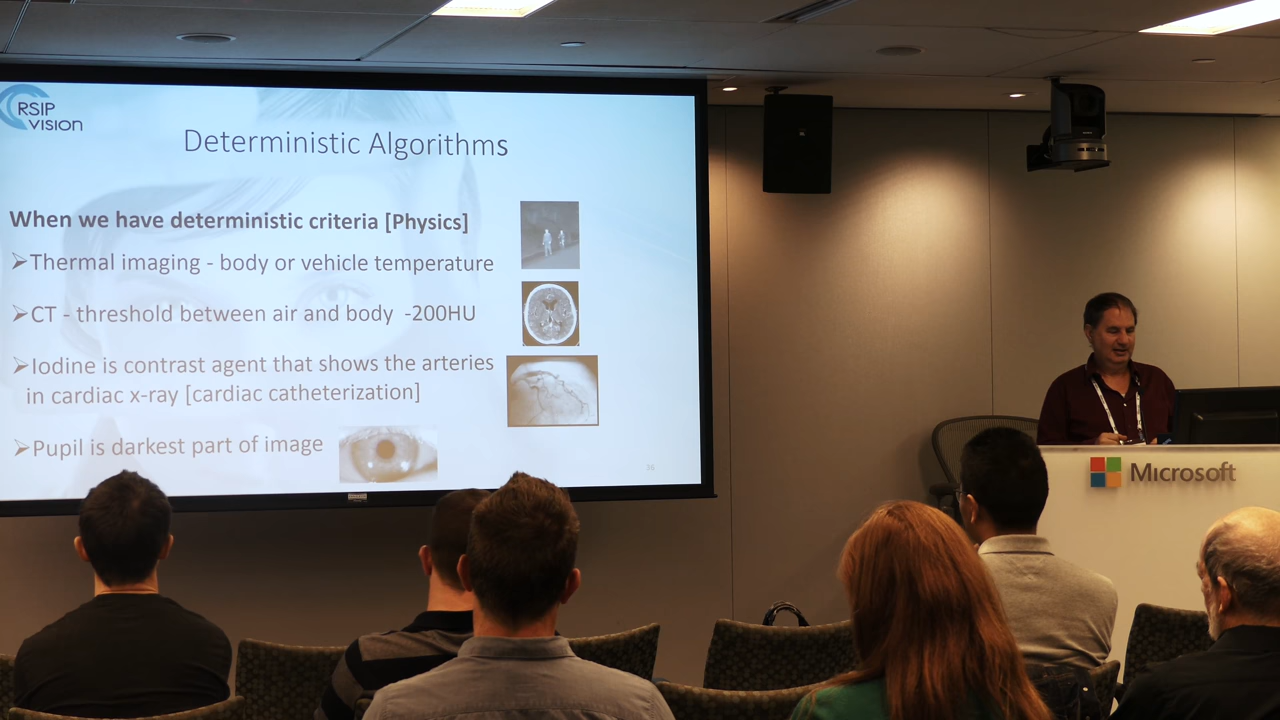 RSIP
vision
Deterministic Algorithms
When we have deterministic criteria [Physics]
➢Thermal imaging - body or vehicle temperature
➢CT - threshold between air and body -200HU
➢Iodine is contrast agent that shows the arteries
in cardiac x-ray [cardiac catheterization]
➢Pupil is darkest part of image
36
Microsoft